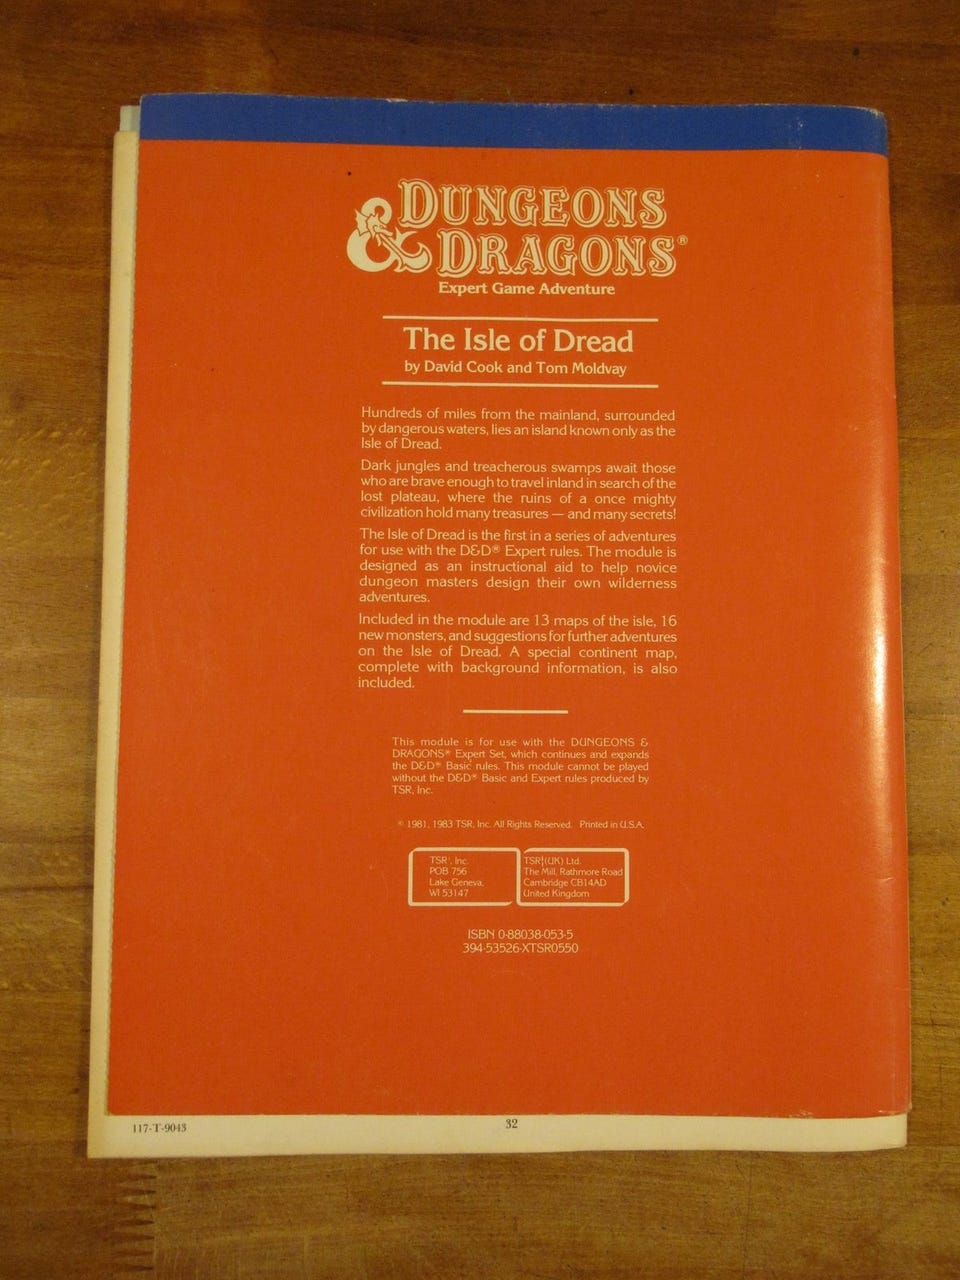 DUNGEONS
& DRAGONS®
Expert Game Adventure
The Isle of Dread
by David Cook and Tom Moldvay
Hundreds of miles from the mainland, surrounded
by dangerous waters, lies an island known only as the
Isle of Dread.
Dark jungles and treacherous swamps await those
who are brave enough to travel inland in search of the
lost plateau, where the ruins of a once mighty
civilization hold many treasures — and many secrets!
The Isle of Dread is the first in a series of adventures
for use with the D&D® Expert rules. The module is
designed as an instructional aid to help novice
dungeon masters design their own wilderness
adventures.
Included in the module are 13 maps of the isle, 16
new monsters, and suggestions for further adventures
on the Isle of Dread. A special continent map,
complete with background information, is also
included.
This module is for use with the DUNGEONS &
DRAGONS® Expert Set, which continues and expands
the D&D® Basic rules. This module cannot be played
without the D&D® Basic and Expert rules produced by
TSR, Inc.
© 1981, 1983 TSR, Inc. All Rights Reserved. Printed in U.S.A.
TSR, Inc.
POB 756
Lake Geneva,
WI 53147
TSR (UK) Ltd.
The Mill, Rathmore Road
Cambridge CB14AD
United Kingdom
ISBN 0-88038-053-5
394-53526-XTSR0550
117-T-9043
32